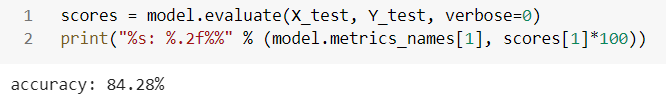 1 scores = model.evaluate(X_test, Y_test, verbose=0)
2 print("%s: %.2f%%" % (model.metrics_names[1], scores[1]*100))
accuracy: 84.28%